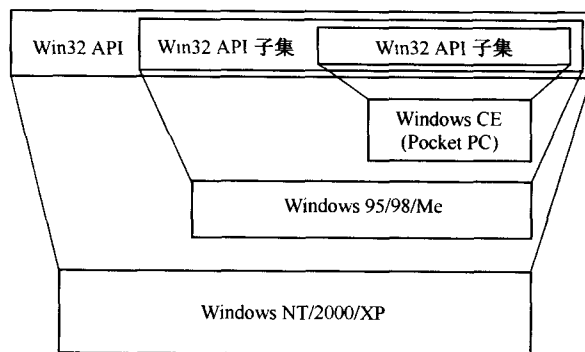 Win32 API
Win32 API 子集
Win32 API 子集
Windows CE
(Pocket PC)
Windows 95/98/Me
Windows NT/2000/XP